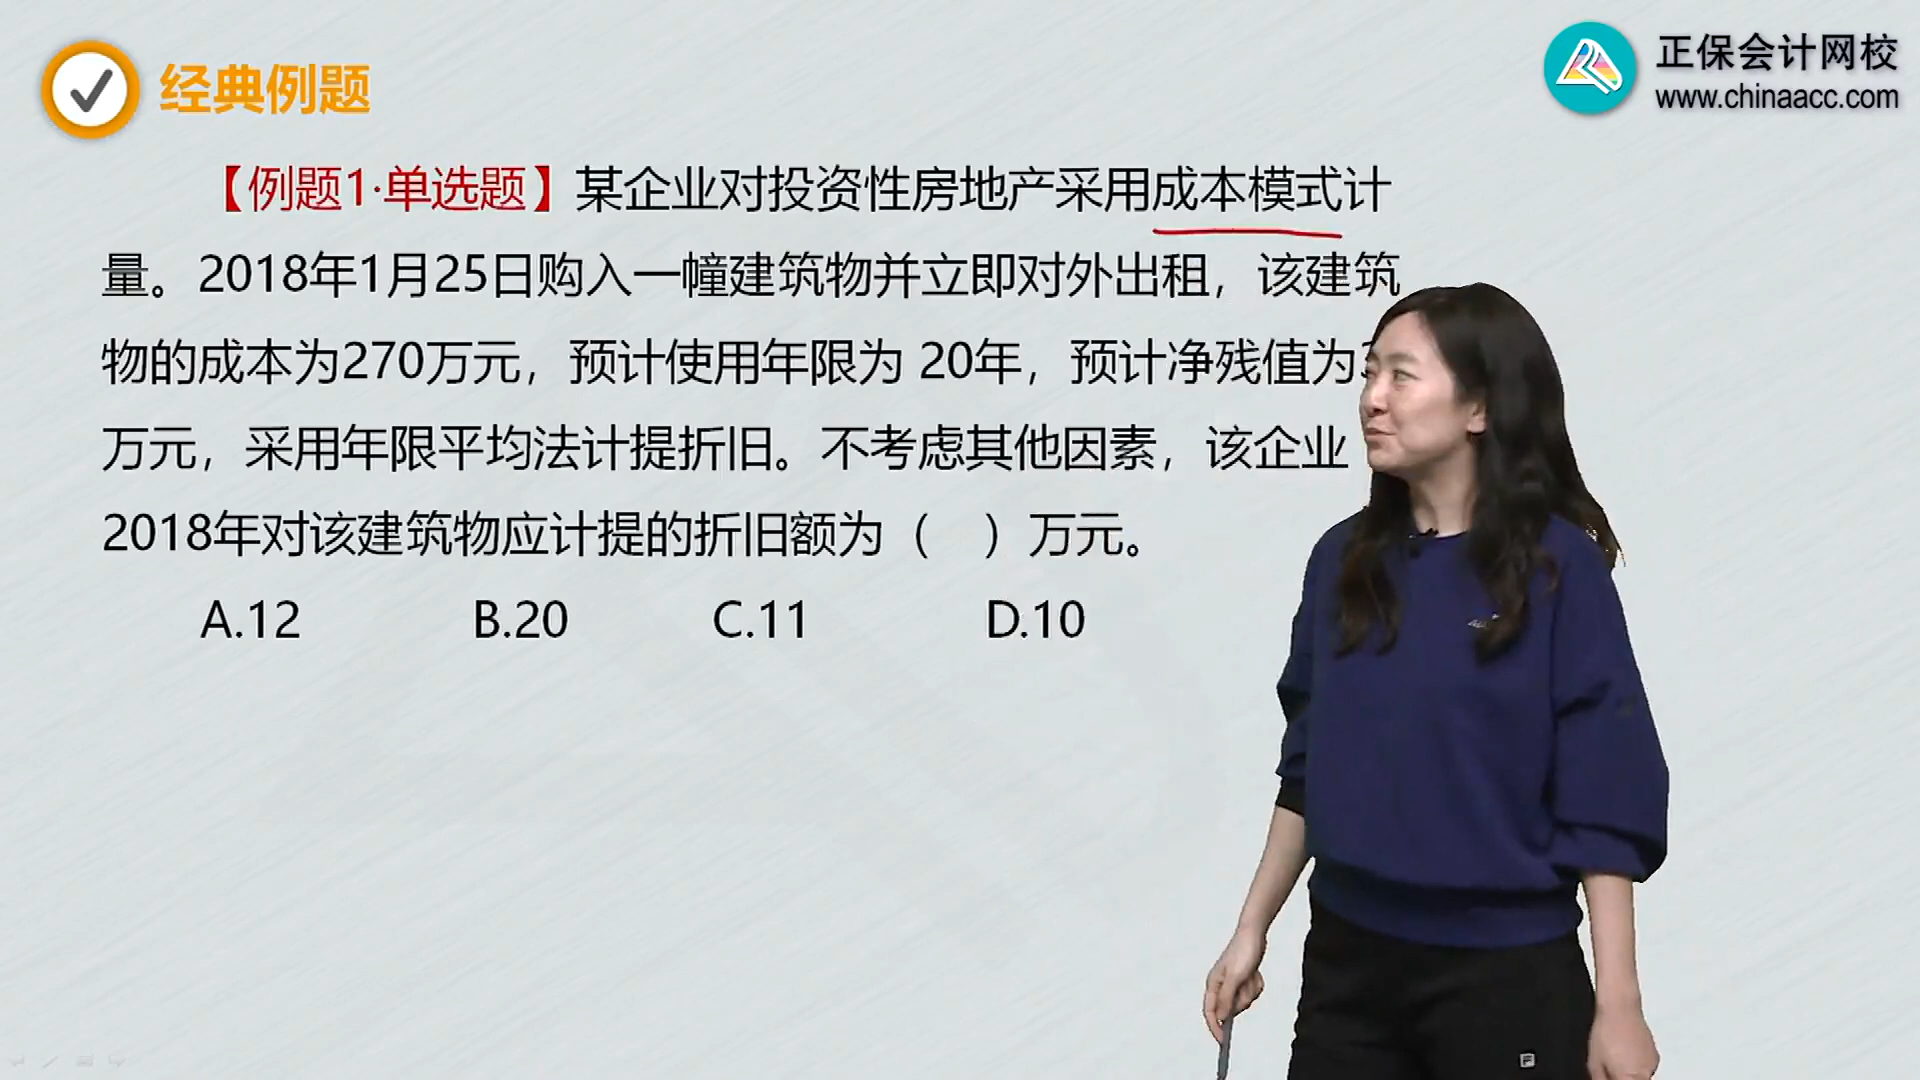 经典例题
正保会计网校
www.chinaacc.com
【例题1·单选题】某企业对投资性房地产采用成本模式计
量。2018年1月25日购入一幢建筑物并立即对外出租，该建筑
物的成本为270万元，预计使用年限为 20年，预计净残值为
万元，采用年限平均法计提折旧。不考虑其他因素，该企业
2018年对该建筑物应计提的折旧额为（ ）万元。
A.12 B.20 C.11 D.10